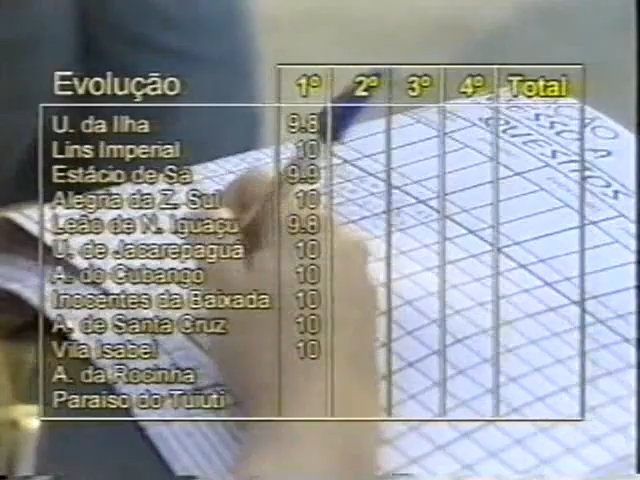 Evolução 1º 2º 3º 4º Total
U. da Ilha 9.8
Lins Imperial 10
Estácio de Sá 9.9
Alegria da Z. Sul 10
Leão de N. Iguaçu 9.8
U. de Jacarepaguá 10
A. do Cubango 10
Inocentes da Baixada 10
A. de Santa Cruz 10
Vila Isabel 10
A. da Rocinha
Paraíso do Tuiuti
QUESITOS